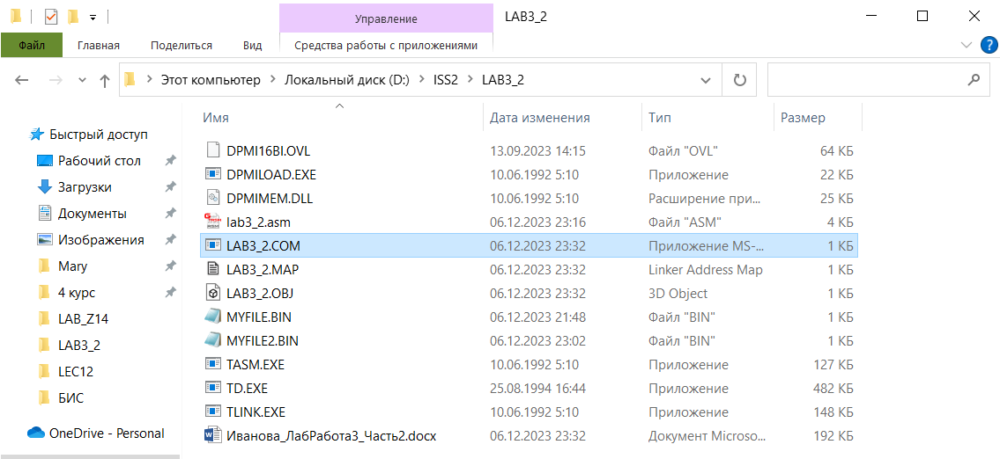 Управление
LAB3_2
Файл
Главная
Поделиться
Вид
Средства работы с приложениями
?
Этот компьютер > Локальный диск (D:) > ISS2 > LAB3_2
Имя
Дата изменения
Тип
Размер
Быстрый доступ
Рабочий стол
Загрузки
Документы
Изображения
Mary
4 курс
LAB_Z14
LAB3_2
LEC12
БИС
OneDrive - Personal
DPMI16BI.OVL 13.09.2023 14:15 Файл "OVL" 64 КБ
DPMILOAD.EXE 10.06.1992 5:10 Приложение 22 КБ
DPMIMEM.DLL 10.06.1992 5:10 Расширение при... 25 КБ
lab3_2.asm 06.12.2023 23:16 Файл "ASM" 4 КБ
LAB3_2.COM 06.12.2023 23:32 Приложение MS-... 1 КБ
LAB3_2.MAP 06.12.2023 23:32 Linker Address Map 1 КБ
LAB3_2.OBJ 06.12.2023 23:32 3D Object 1 КБ
MYFILE.BIN 06.12.2023 21:48 Файл "BIN" 1 КБ
MYFILE2.BIN 06.12.2023 23:02 Файл "BIN" 1 КБ
TASM.EXE 10.06.1992 5:10 Приложение 127 КБ
TD.EXE 25.08.1994 16:44 Приложение 482 КБ
TLINK.EXE 10.06.1992 5:10 Приложение 148 КБ
Иванова_ЛабРабота3_Часть2.docx 06.12.2023 23:32 Документ Microso... 192 КБ